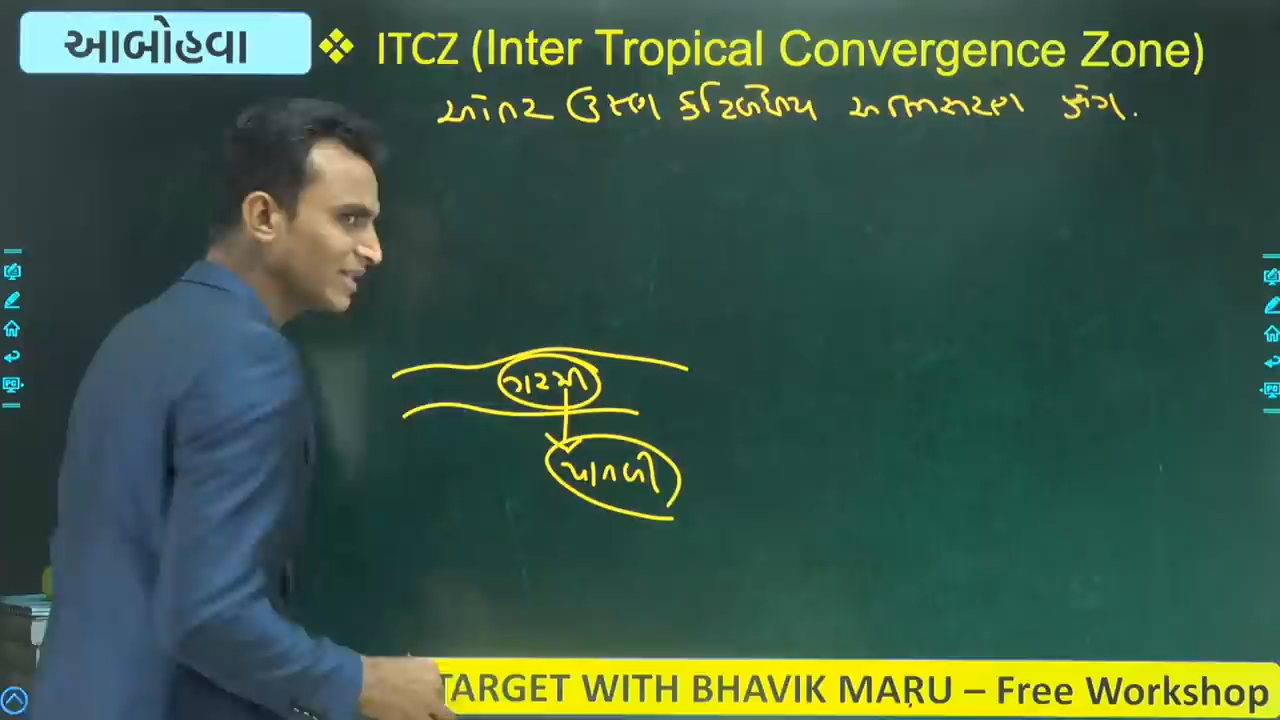 આબોહવા
❖ ITCZ (Inter Tropical Convergence Zone)
આંતર ઉષ્ણ કટિબંધીય અભિસરણ ઝોન.
ગરમી
પાતળી
TARGET WITH BHAVIK MARU – Free Workshop